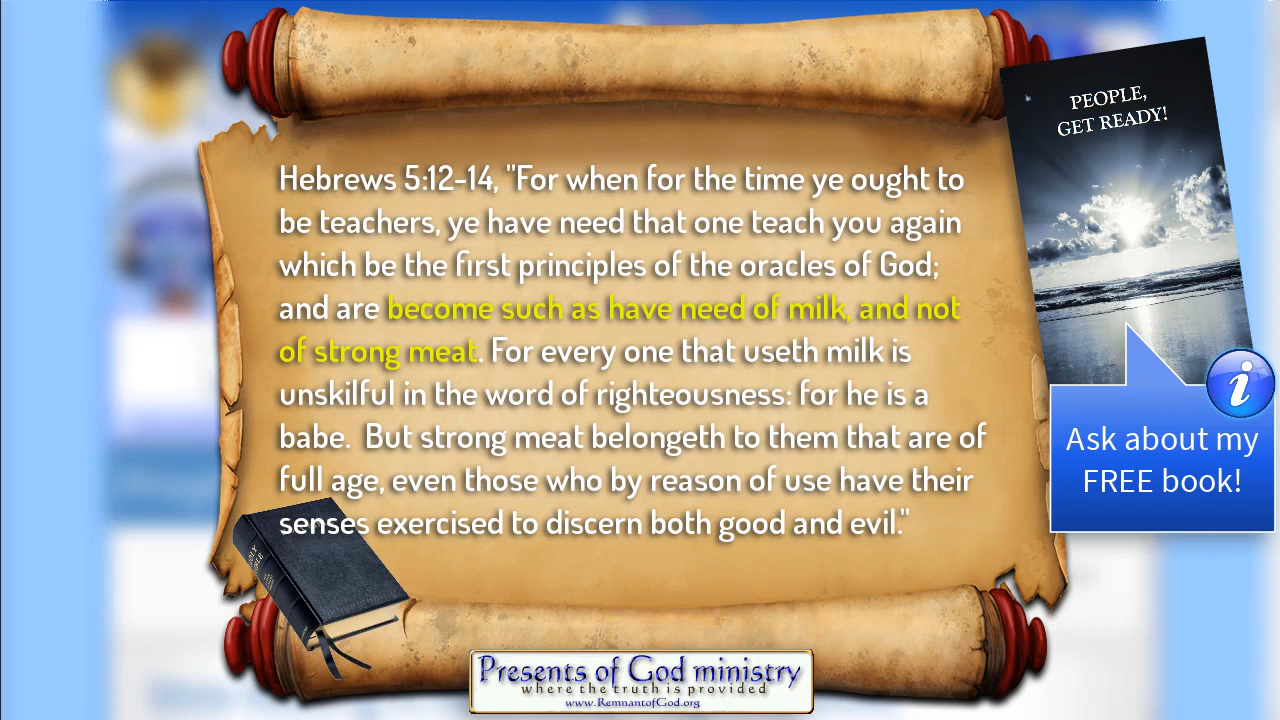 PEOPLE,
GET READY!
Hebrews 5:12-14, "For when for the time ye ought to
be teachers, ye have need that one teach you again
which be the first principles of the oracles of God;
and are become such as have need of milk, and not
of strong meat. For every one that useth milk is
unskilful in the word of righteousness: for he is a
babe.  But strong meat belongeth to them that are of
full age, even those who by reason of use have their
senses exercised to discern both good and evil."
i
Ask about my
FREE book!
HOLY
BIBLE
Presents of God ministry
where the truth is provided
www.RemnantofGod.org